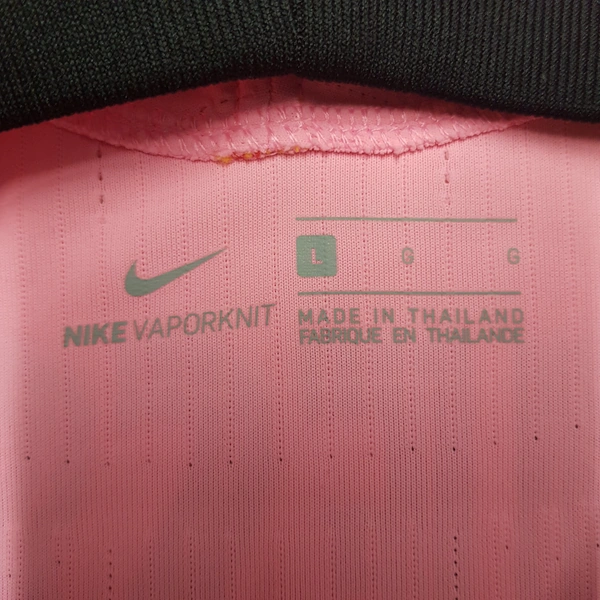 NIKE VAPORKNIT
L G G
MADE IN THAILAND
FABRIQUE EN THAILANDE